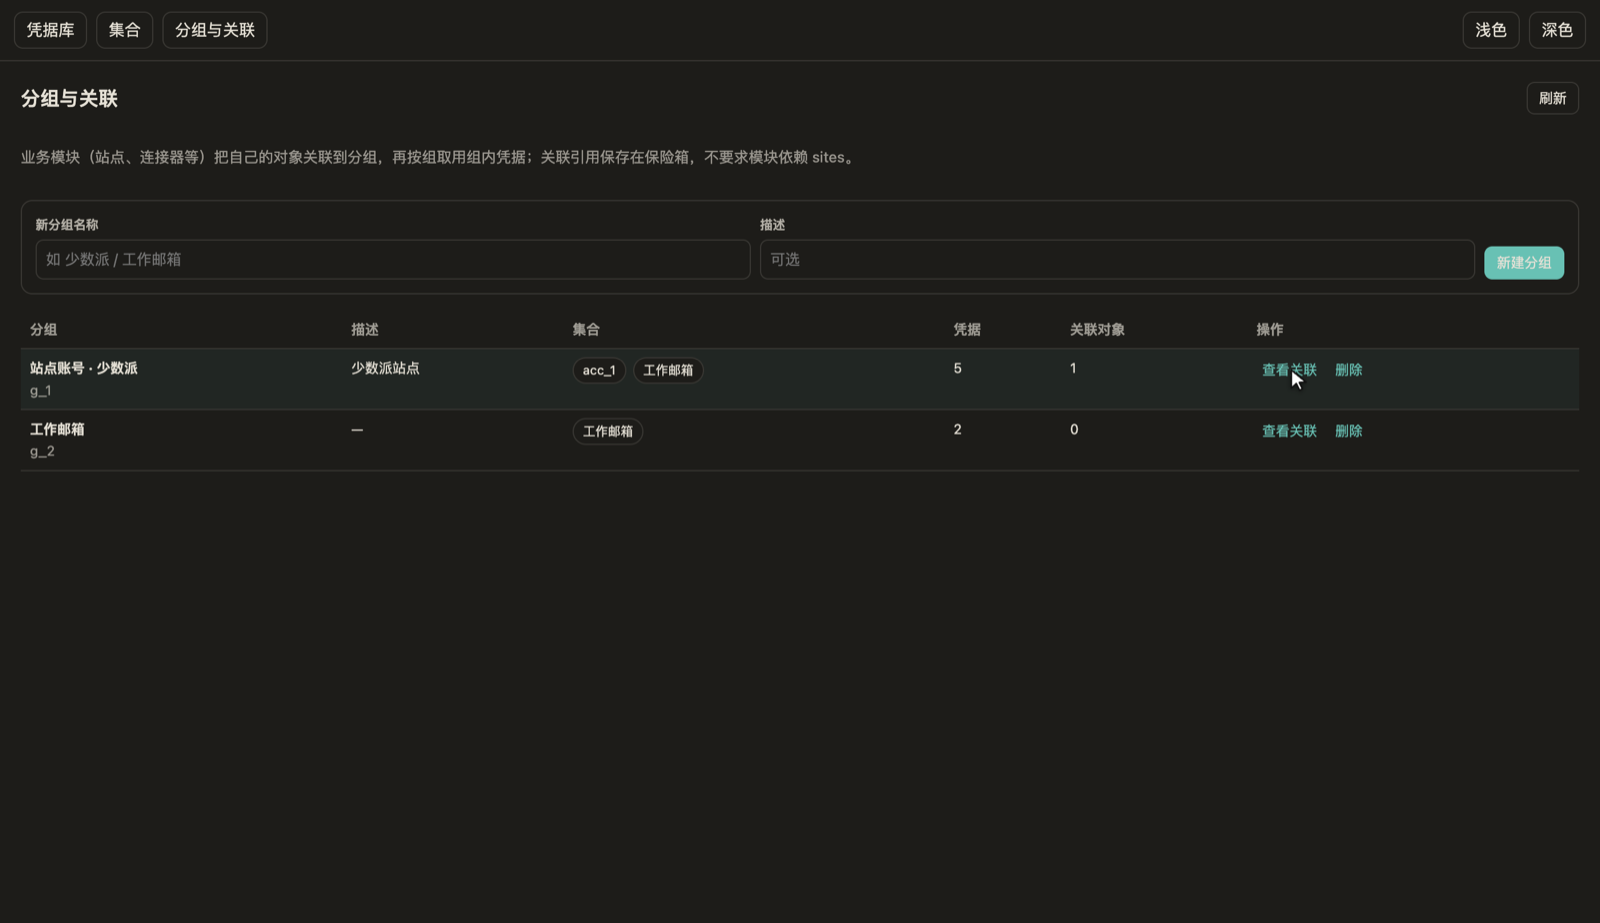 凭据库 集合 分组与关联 浅色 深色
分组与关联 刷新
业务模块（站点、连接器等）把自己的对象关联到分组，再按组取用组内凭据；关联引用保存在保险箱，不要求模块依赖 sites。
新分组名称 描述
如 少数派 / 工作邮箱 可选 新建分组
分组 描述 集合 凭据 关联对象 操作
站点账号 · 少数派 少数派站点 acc_1 工作邮箱 5 1 查看关联 删除
g_1
工作邮箱 — 工作邮箱 2 0 查看关联 删除
g_2